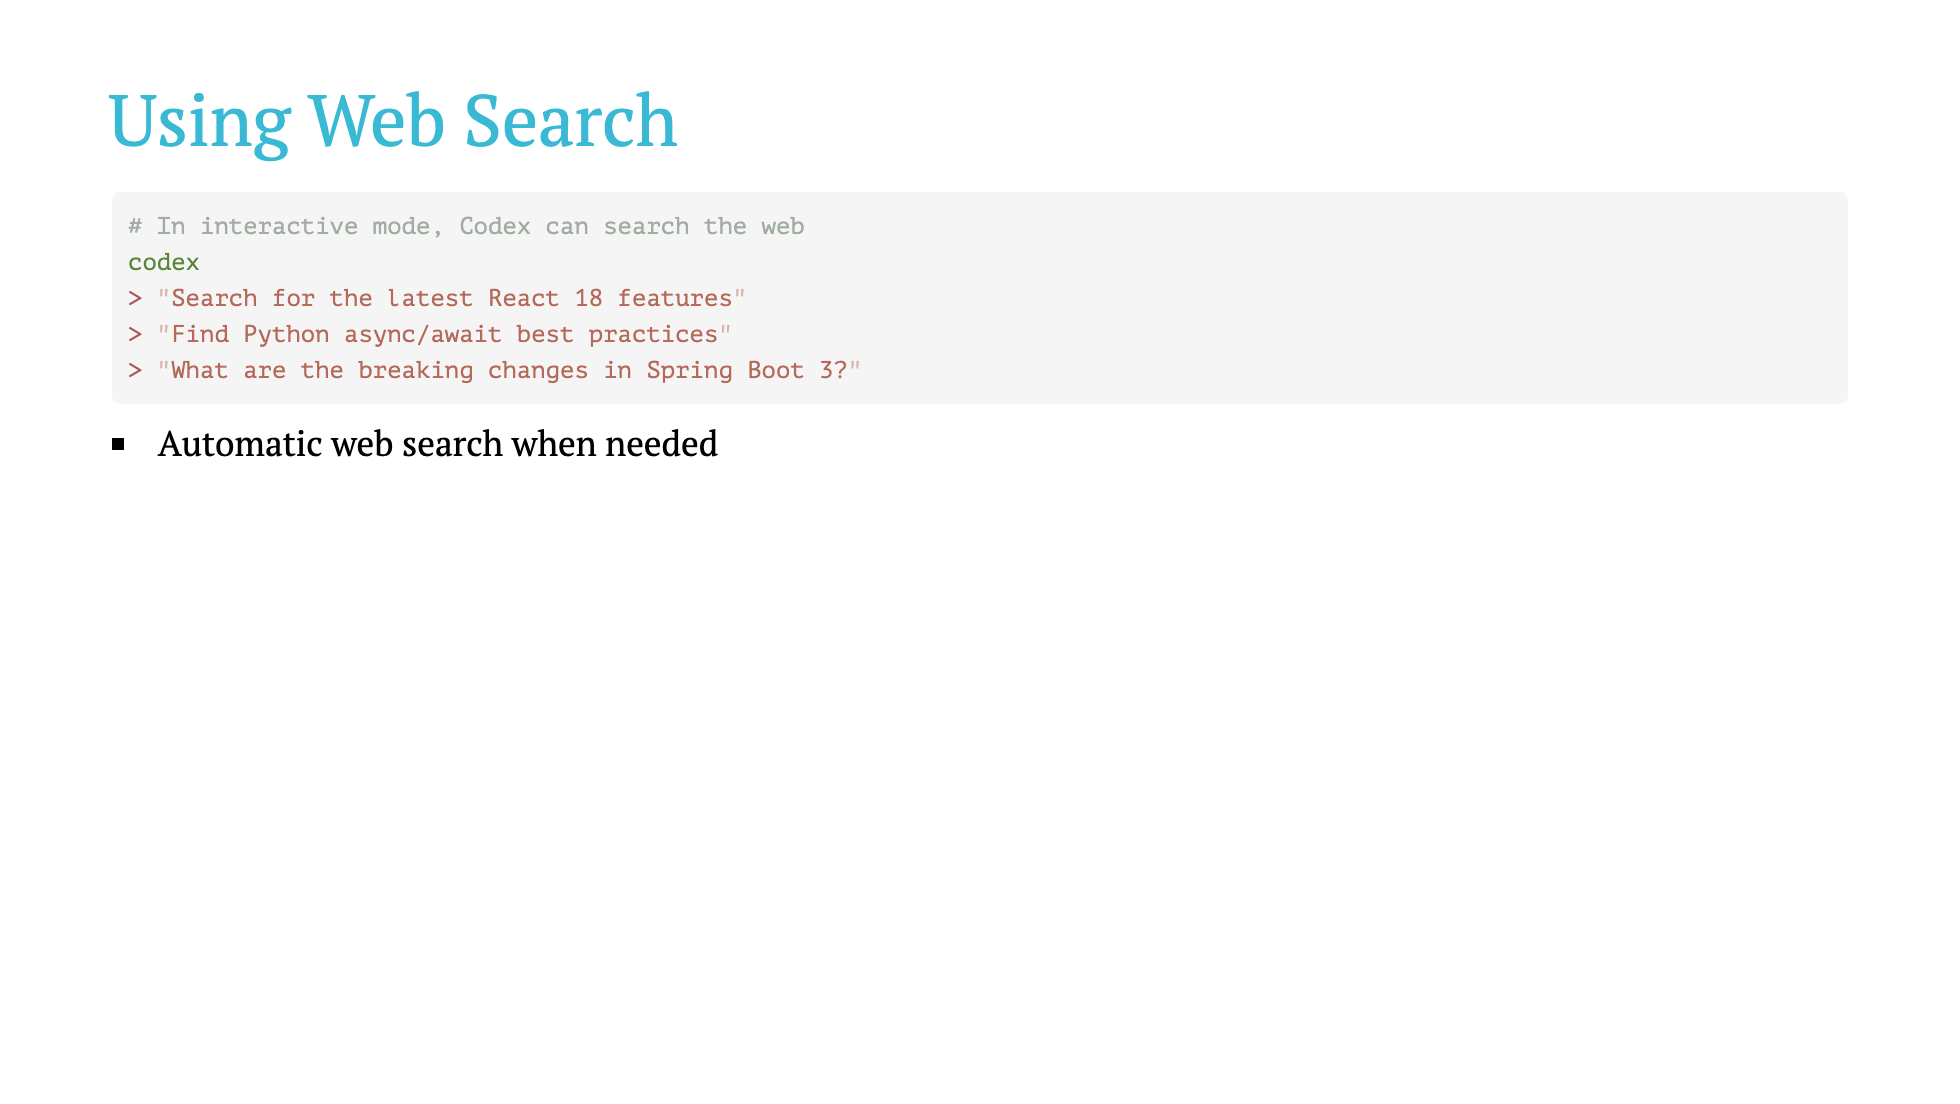 Using Web Search
# In interactive mode, Codex can search the web
codex
> "Search for the latest React 18 features"
> "Find Python async/await best practices"
> "What are the breaking changes in Spring Boot 3?"
▪ Automatic web search when needed